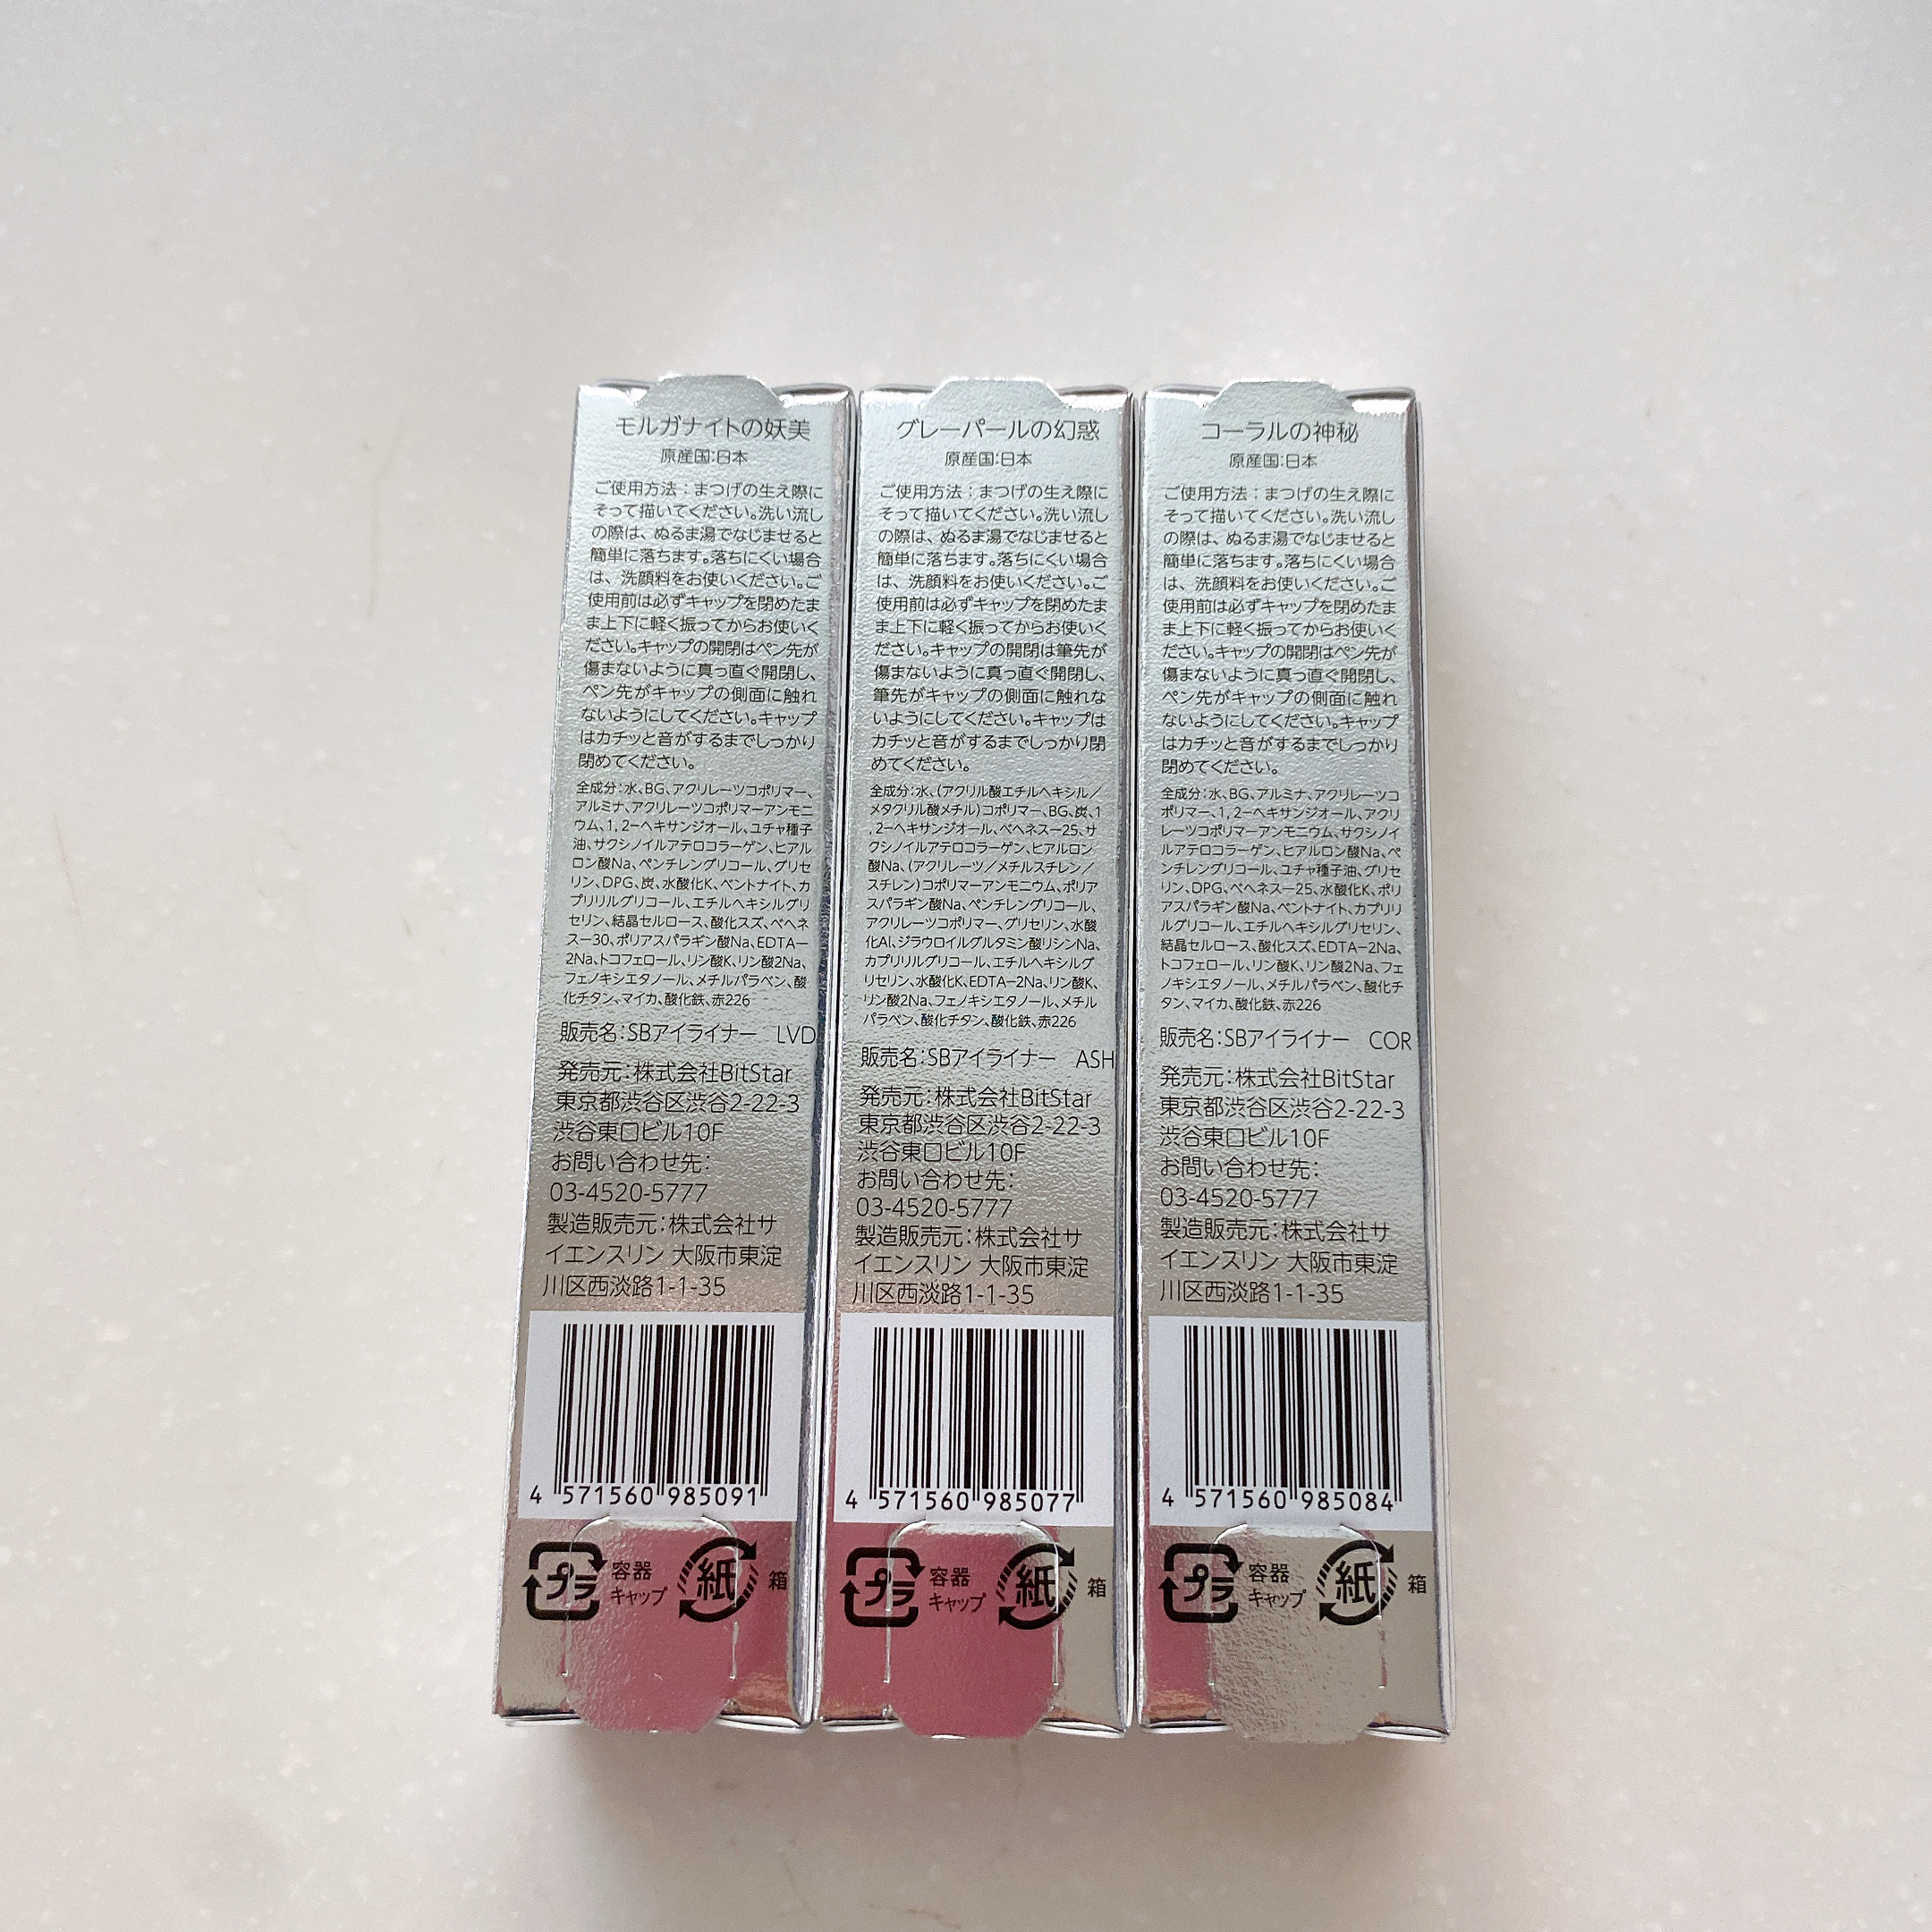 モルガナイトの妖美
原産国:日本
ご使用方法：まつげの生え際に
そって描いてください。洗い流し
の際は、ぬるま湯でなじませると
簡単に落ちます。落ちにくい場合
は、洗顔料をお使いください。ご
使用前は必ずキャップを閉めたま
ま上下に軽く振ってからお使いく
ださい。キャップの開閉はペン先が
傷まないように真っ直ぐ開閉し、
ペン先がキャップの側面に触れ
ないようにしてください。キャップ
はカチッと音がするまでしっかり
閉めてください。
全成分:水、BG、アクリレーツコポリマー、
アルミナ、アクリレーツコポリマーアンモニ
ウム、1,2ーヘキサンジオール、ユチャ種子
油、サクシノイルアテロコラーゲン、ヒアル
ロン酸Na、ペンチレングリコール、グリセ
リン、DPG、炭、水酸化K、ベントナイト、カ
プリリルグリコール、エチルヘキシルグリ
セリン、結晶セルロース、酸化スズ、ベヘネ
スー30、ポリアスパラギン酸Na、EDTAー
2Na、トコフェロール、リン酸K、リン酸2Na、
フェノキシエタノール、メチルパラベン、酸
化チタン、マイカ、酸化鉄、赤226
販売名:SBアイライナー LVD
発売元:株式会社BitStar
東京都渋谷区渋谷2-22-3
渋谷東口ビル10F
お問い合わせ先:
03-4520-5777
製造販売元:株式会社サ
イエンスリン 大阪市東淀
川区西淡路1-1-35
4 571560 985091
プラ 容器 キャップ 紙 箱
グレーパールの幻惑
原産国:日本
ご使用方法：まつげの生え際に
そって描いてください。洗い流し
の際は、ぬるま湯でなじませると
簡単に落ちます。落ちにくい場合
は、洗顔料をお使いください。ご
使用前は必ずキャップを閉めたま
ま上下に軽く振ってからお使いく
ださい。キャップの開閉は筆先が
傷まないように真っ直ぐ開閉し、
筆先がキャップの側面に触れな
いようにしてください。キャップは
カチッと音がするまでしっかり閉
めてください。
全成分:水、(アクリル酸エチルヘキシル／
メタクリル酸メチル)コポリマー、BG、炭、1
,2ーヘキサンジオール、ベヘネスー25、サ
クシノイルアテロコラーゲン、ヒアルロン
酸Na、(アクリレーツ／メチルスチレン／
スチレン)コポリマーアンモニウム、ポリア
スパラギン酸Na、ペンチレングリコール、
アクリレーツコポリマー、グリセリン、水酸
化Al、ジラウロイルグルタミン酸リシンNa、
カプリリルグリコール、エチルヘキシルグ
リセリン、水酸化K、EDTAー2Na、リン酸K、
リン酸2Na、フェノキシエタノール、メチル
パラベン、酸化チタン、酸化鉄、赤226
販売名:SBアイライナー ASH
発売元:株式会社BitStar
東京都渋谷区渋谷2-22-3
渋谷東口ビル10F
お問い合わせ先:
03-4520-5777
製造販売元:株式会社サ
イエンスリン 大阪市東淀
川区西淡路1-1-35
4 571560 985077
プラ 容器 キャップ 紙 箱
コーラルの神秘
原産国:日本
ご使用方法：まつげの生え際に
そって描いてください。洗い流し
の際は、ぬるま湯でなじませると
簡単に落ちます。落ちにくい場合
は、洗顔料をお使いください。ご
使用前は必ずキャップを閉めたま
ま上下に軽く振ってからお使いく
ださい。キャップの開閉はペン先が
傷まないように真っ直ぐ開閉し、
ペン先がキャップの側面に触れ
ないようにしてください。キャップ
はカチッと音がするまでしっかり
閉めてください。
全成分:水、BG、アルミナ、アクリレーツコ
ポリマー、1,2ーヘキサンジオール、アクリ
レーツコポリマーアンモニウム、サクシノイ
ルアテロコラーゲン、ヒアルロン酸Na、ペ
ンチレングリコール、ユチャ種子油、グリセ
リン、DPG、ベヘネスー25、水酸化K、ポリ
アスパラギン酸Na、ベントナイト、カプリリ
ルグリコール、エチルヘキシルグリセリン、
結晶セルロース、酸化スズ、EDTAー2Na、
トコフェロール、リン酸K、リン酸2Na、フェ
ノキシエタノール、メチルパラベン、酸化チ
タン、マイカ、酸化鉄、赤226
販売名:SBアイライナー COR
発売元:株式会社BitStar
東京都渋谷区渋谷2-22-3
渋谷東口ビル10F
お問い合わせ先:
03-4520-5777
製造販売元:株式会社サ
イエンスリン 大阪市東淀
川区西淡路1-1-35
4 571560 985084
プラ 容器 キャップ 紙 箱